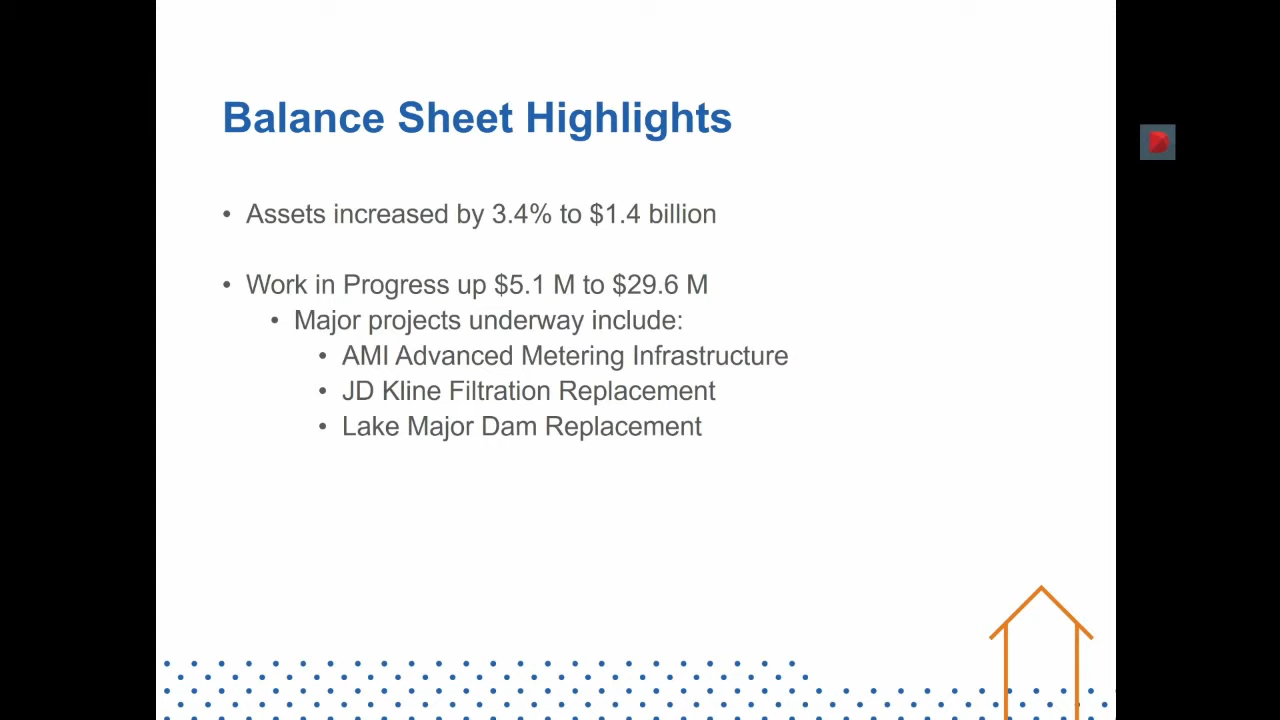 Balance Sheet Highlights
• Assets increased by 3.4% to $1.4 billion
• Work in Progress up $5.1 M to $29.6 M
• Major projects underway include:
• AMI Advanced Metering Infrastructure
• JD Kline Filtration Replacement
• Lake Major Dam Replacement